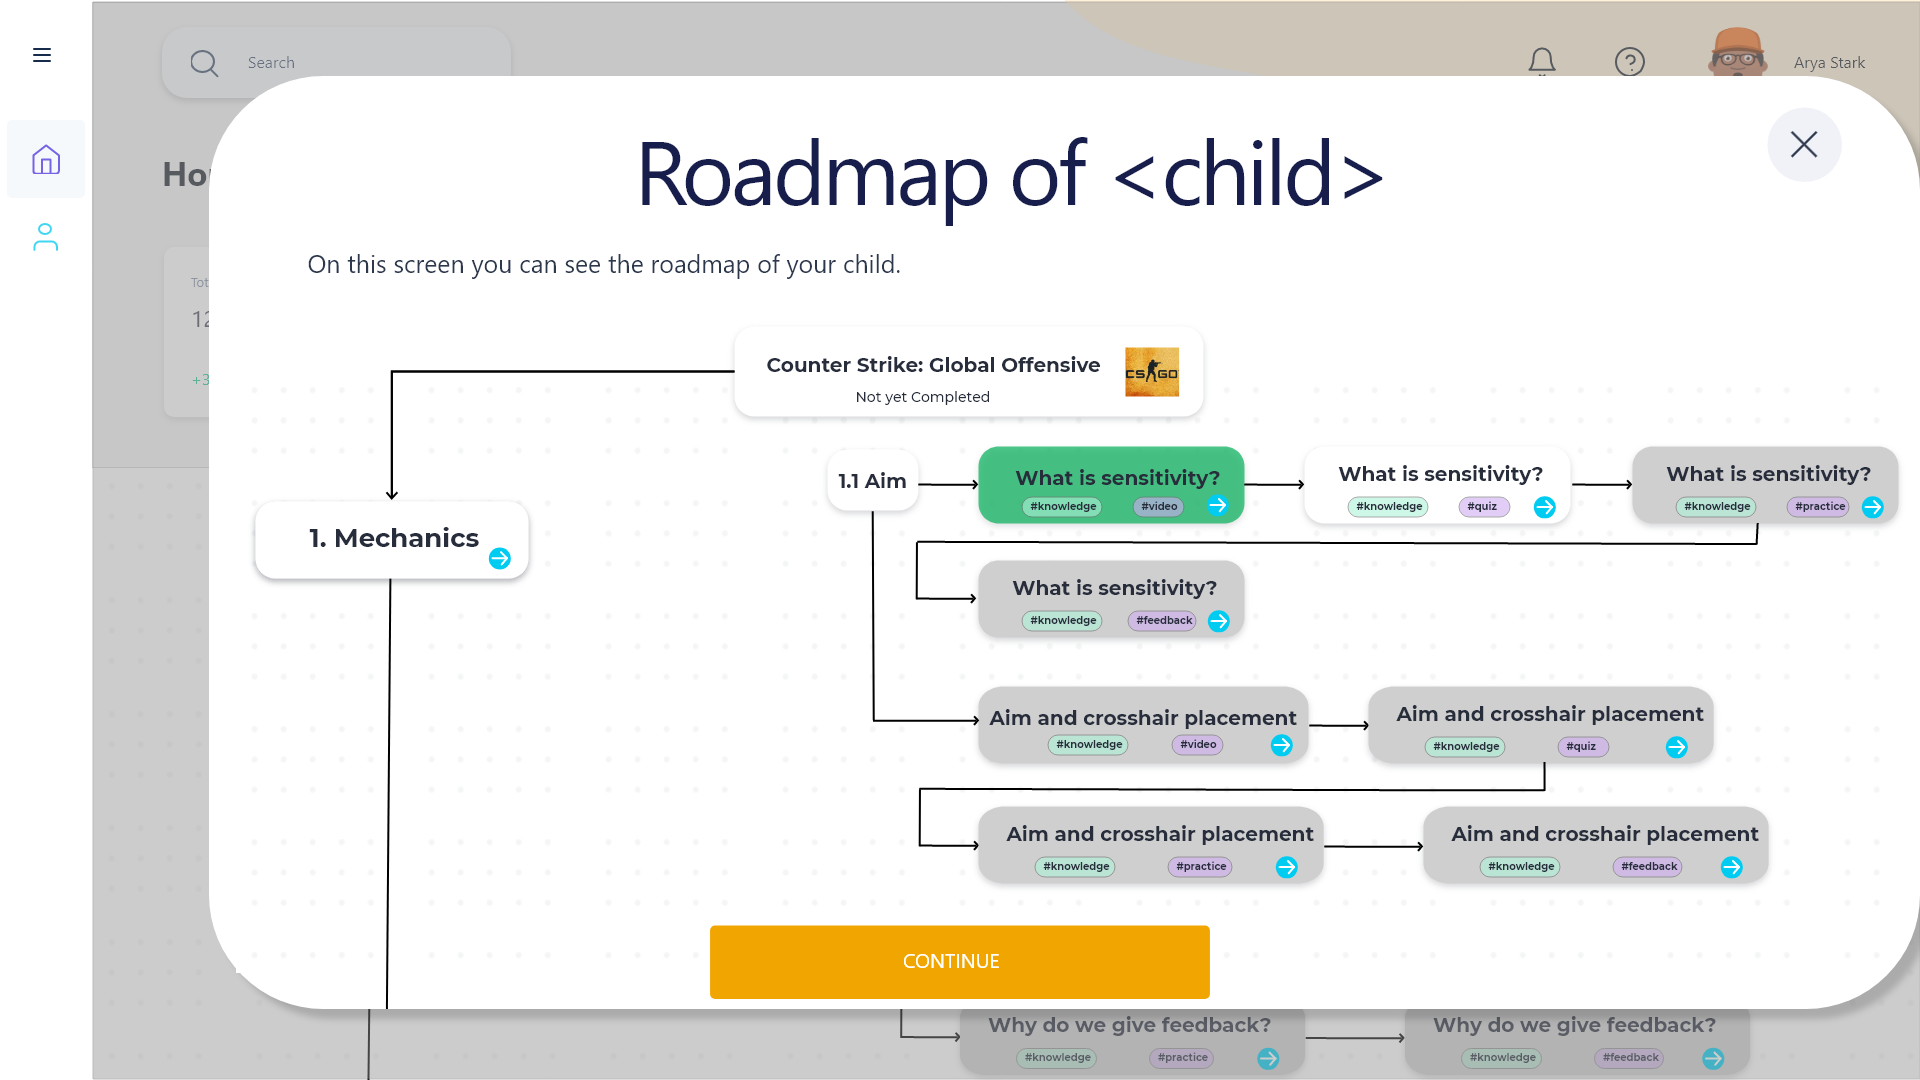 Search
Arya Stark
Ho
Roadmap of <child>
On this screen you can see the roadmap of your child.
Tot
12
+3
Counter Strike: Global Offensive
Not yet Completed
CS GO
1. Mechanics
1.1 Aim
What is sensitivity?
#knowledge #video
What is sensitivity?
#knowledge #quiz
What is sensitivity?
#knowledge #practice
What is sensitivity?
#knowledge #feedback
Aim and crosshair placement
#knowledge #video
Aim and crosshair placement
#knowledge #quiz
Aim and crosshair placement
#knowledge #practice
Aim and crosshair placement
#knowledge #feedback
CONTINUE
Why do we give feedback?
#knowledge #practice
Why do we give feedback?
#knowledge #feedback